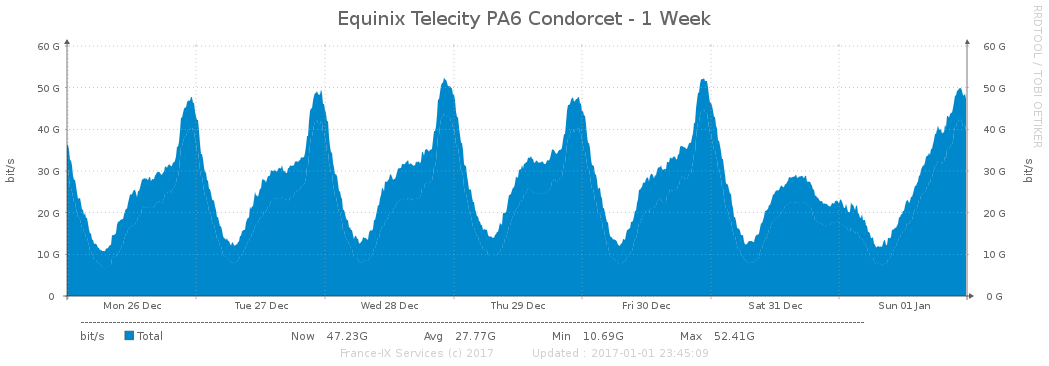 Equinix Telecity PA6 Condorcet - 1 Week
RRDTOOL / TOBI OETIKER
60 G 60 G
50 G 50 G
40 G 40 G
30 G 30 G
20 G 20 G
10 G 10 G
0 0 G
bit/s
bit/s
Mon 26 Dec Tue 27 Dec Wed 28 Dec Thu 29 Dec Fri 30 Dec Sat 31 Dec Sun 01 Jan
bit/s Total Now 47.23G Avg 27.77G Min 10.69G Max 52.41G
France-IX Services (c) 2017 Updated : 2017-01-01 23:45:09